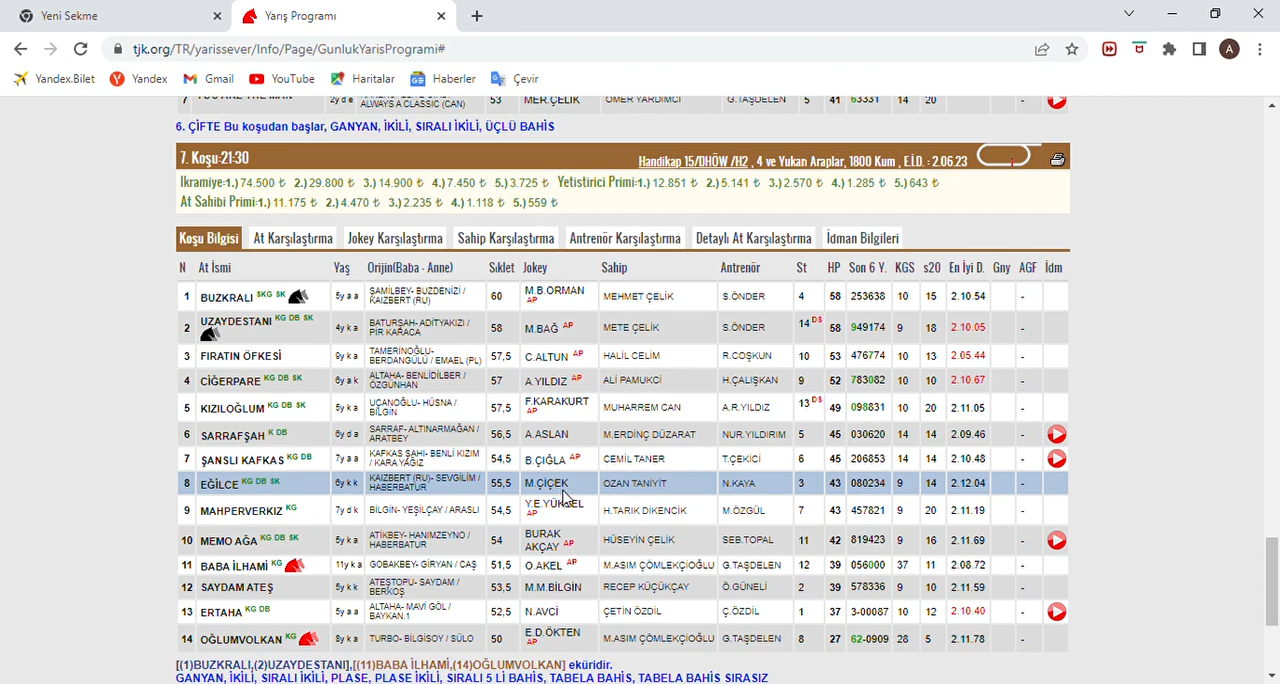 Yeni Sekme
Yarış Programı
tjk.org/TR/yarissever/Info/Page/GunlukYarisProgrami#
A
Yandex.Bilet Yandex Gmail YouTube Haritalar Haberler Çevir
7 2y d e ALWAYS A CLASSIC (CAN) 53 MER.ÇELİK ÖMER YARDIMCI G.TAŞDELEN 5 41 63331 14 20 -
6. ÇİFTE Bu koşudan başlar, GANYAN, İKİLİ, SIRALI İKİLİ, ÜÇLÜ BAHİS
7. Koşu:21:30 Handikap 15/DHÖW /H2 , 4 ve Yukarı Araplar, 1800 Kum , E.İ.D. : 2.06.23
İkramiye:1.) 74.500 ₺ 2.) 29.800 ₺ 3.) 14.900 ₺ 4.) 7.450 ₺ 5.) 3.725 ₺ Yetistirici Primi:1.) 12.851 ₺ 2.) 5.141 ₺ 3.) 2.570 ₺ 4.) 1.285 ₺ 5.) 643 ₺
At Sahibi Primi:1.) 11.175 ₺ 2.) 4.470 ₺ 3.) 2.235 ₺ 4.) 1.118 ₺ 5.) 559 ₺
Koşu Bilgisi At Karşılaştırma Jokey Karşılaştırma Sahip Karşılaştırma Antrenör Karşılaştırma Detaylı At Karşılaştırma İdman Bilgileri
N At İsmi Yaş Orijin(Baba - Anne) Sıklet Jokey Sahip Antrenör St HP Son 6 Y. KGS s20 En İyi D. Gny AGF İdm
1 BUZKRALI SKG SK 5y a a ŞAMİLBEY- BUZDENİZİ / KAIZBERT (RU) 60 M.B.ORMAN AP MEHMET ÇELİK S.ÖNDER 4 58 253638 10 15 2.10.54 -
2 UZAYDESTANI KG DB SK 4y k a BATURŞAH- ADİTYAKIZI / PİR KARACA 58 M.BAĞ AP METE ÇELİK S.ÖNDER 14 DS 58 949174 9 18 2.10.05 -
3 FIRATIN ÖFKESİ 9y k a TAMERİNOĞLU- BERDANGÜLÜ / EMAEL (PL) 57,5 C.ALTUN AP HALİL CELİM R.COŞKUN 10 53 476774 10 13 2.05.44 -
4 CİĞERPARE KG DB SK 6y a k ALTAHA- BENLİDİLBER / ÖZGÜNHAN 57 A.YILDIZ AP ALİ PAMUKCİ H.ÇALIŞKAN 9 52 783082 10 10 2.10.67 -
5 KIZILOĞLUM KG DB SK 5y k a UÇANOĞLU- HÜSNA / BİLGİN 57,5 F.KARAKURT AP MUHARREM CAN A.R.YILDIZ 13 DS 49 098831 10 20 2.11.05 -
6 SARRAFŞAH K DB 6y d a SARRAF- ALTINARMAĞAN / ARATBEY 56,5 A.ASLAN M.ERDİNÇ DÜZARAT NUR.YILDIRIM 5 45 030620 14 14 2.09.46 -
7 ŞANSLI KAFKAS KG DB 7y a a KAFKAS ŞAHI- BENLİ KIZIM / KARA YAĞIZ 54,5 B.ÇIĞLA AP CEMİL TANER T.ÇEKİCİ 6 45 206853 14 14 2.10.48 -
8 EĞİLCE KG DB SK 6y k k KAIZBERT (RU)- SEVGİLİM / HABERBATUR 55,5 M.ÇİÇEK OZAN TANİYİT N.KAYA 3 43 080234 9 14 2.12.04 -
9 MAHPERVERKIZ KG 7y d k BİLGİN- YEŞİLÇAY / ARASLI 54,5 Y.E.YÜKSEL AP H.TARIK DİKENCİK M.ÖZGÜL 7 43 457821 9 20 2.11.19 -
10 MEMO AĞA KG DB SK 5y k a ATİKBEY- HANIMZEYNO / HABERBATUR 54 BURAK AKÇAY AP HÜSEYİN ÇELİK SEB.TOPAL 11 42 819423 9 16 2.11.69 -
11 BABA İLHAMİ KG 11y k a GOBAKBEY- GİRYAN / CAŞ 51,5 O.AKEL AP M.ASIM ÇÖMLEKÇİOĞLU G.TAŞDELEN 12 39 056000 37 11 2.08.72 -
12 SAYDAM ATEŞ 5y k k ATEŞTOPU- SAYDAM / BERKOŞ 53,5 M.M.BİLGİN RECEP KÜÇÜKÇAY Ö.GÜNELİ 2 39 578336 9 10 2.11.59 -
13 ERTAHA KG DB 5y a a ALTAHA- MAVİ GÖL / BAYKAN.1 52,5 N.AVCİ ÇETİN ÖZDİL Ç.ÖZDİL 1 37 3-00087 10 12 2.10.40 -
14 OĞLUMVOLKAN KG 8y k a TURBO- BİLGİSOY / SÜLO 50 E.D.ÖKTEN AP M.ASIM ÇÖMLEKÇİOĞLU G.TAŞDELEN 8 27 62-0909 28 5 2.11.78 -
[(1)BUZKRALI,(2)UZAYDESTANI],[(11)BABA İLHAMİ,(14)OĞLUMVOLKAN] eküridir.
GANYAN, İKİLİ, SIRALI İKİLİ, PLASE, PLASE İKİLİ, SIRALI 5 Lİ BAHİS, TABELA BAHİS, TABELA BAHİS SIRASIZ